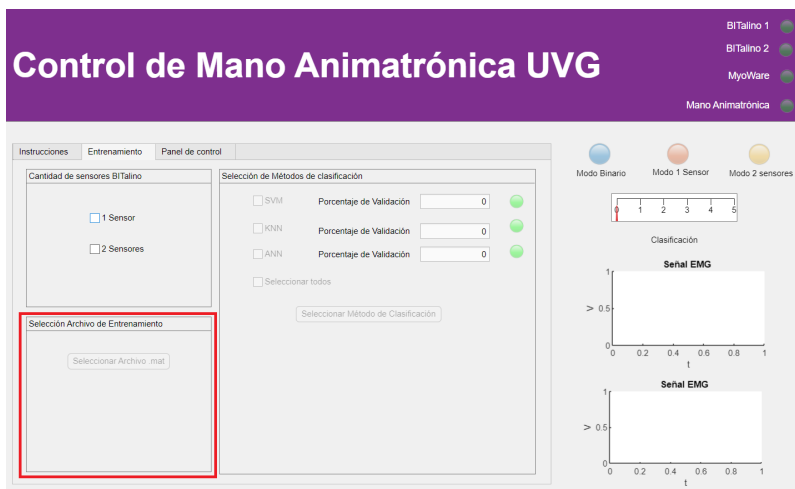 BITalino 1
BITalino 2
Control de Mano Animatrónica UVG
MyoWare
Mano Animatrónica
Instrucciones Entrenamiento Panel de control
Cantidad de sensores BITalino
1 Sensor
2 Sensores
Selección Archivo de Entrenamiento
Seleccionar Archivo .mat
Selección de Métodos de clasificación
SVM Porcentaje de Validación 0
KNN Porcentaje de Validación 0
ANN Porcentaje de Validación 0
Seleccionar todos
Seleccionar Método de Clasificación
Modo Binario Modo 1 Sensor Modo 2 sensores
0 1 2 3 4 5
Clasificación
Señal EMG
1
0.5
0
V
0 0.2 0.4 0.6 0.8 1
t
Señal EMG
1
0.5
0
V
0 0.2 0.4 0.6 0.8 1
t